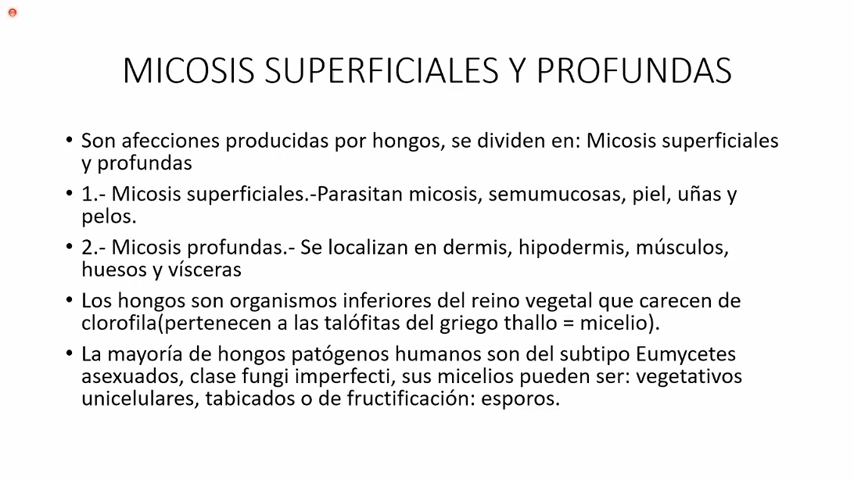 MICOSIS SUPERFICIALES Y PROFUNDAS
• Son afecciones producidas por hongos, se dividen en: Micosis superficiales
y profundas
• 1.- Micosis superficiales.-Parasitan micosis, semumucosas, piel, uñas y
pelos.
• 2.- Micosis profundas.- Se localizan en dermis, hipodermis, músculos,
huesos y vísceras
• Los hongos son organismos inferiores del reino vegetal que carecen de
clorofila(pertenecen a las talófitas del griego thallo = micelio).
• La mayoría de hongos patógenos humanos son del subtipo Eumycetes
asexuados, clase fungi imperfecti, sus micelios pueden ser: vegetativos
unicelulares, tabicados o de fructificación: esporos.